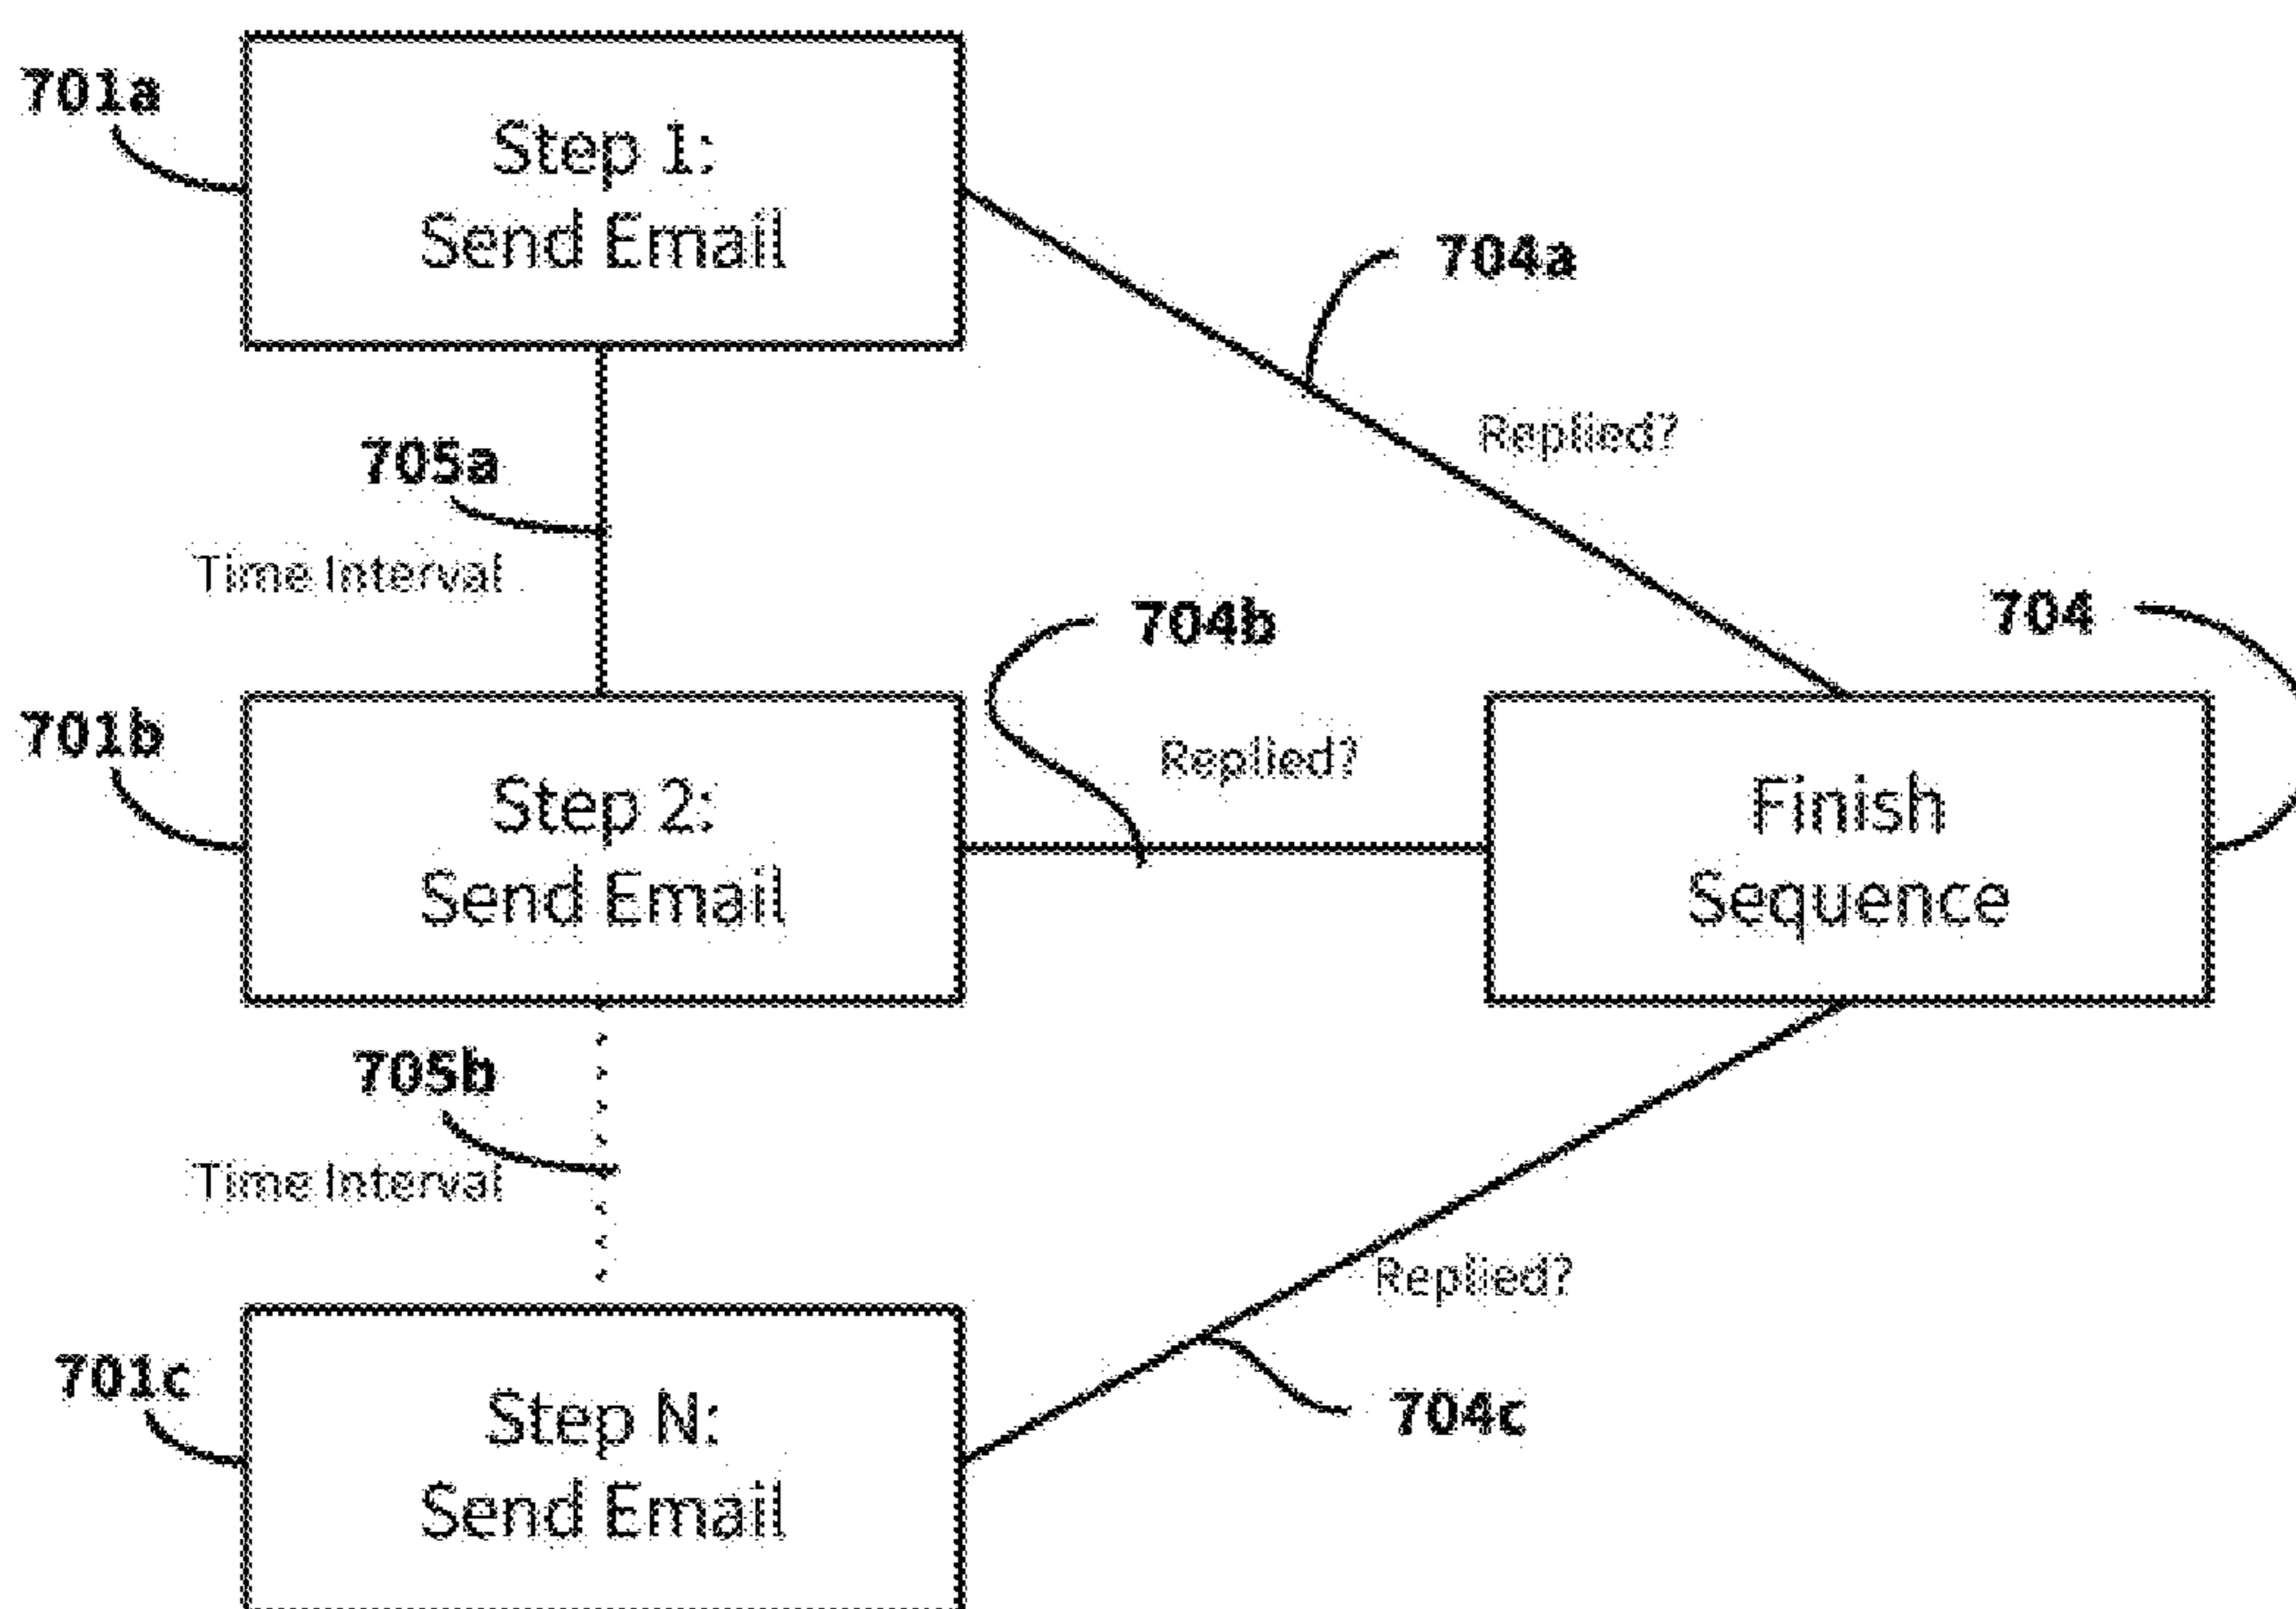 701a
Step 1:
Send Email
704a
Replied?
705a
Time Interval
704b
704
701b
Replied?
Step 2:
Send Email
Finish
Sequence
705b
Time Interval
Replied?
701c
704c
Step N:
Send Email